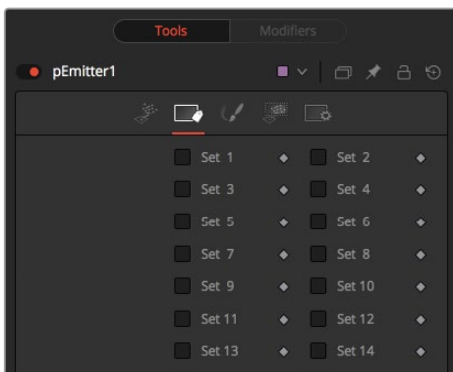 Tools Modifiers
pEmitter1
Set 1 Set 2
Set 3 Set 4
Set 5 Set 6
Set 7 Set 8
Set 9 Set 10
Set 11 Set 12
Set 13 Set 14